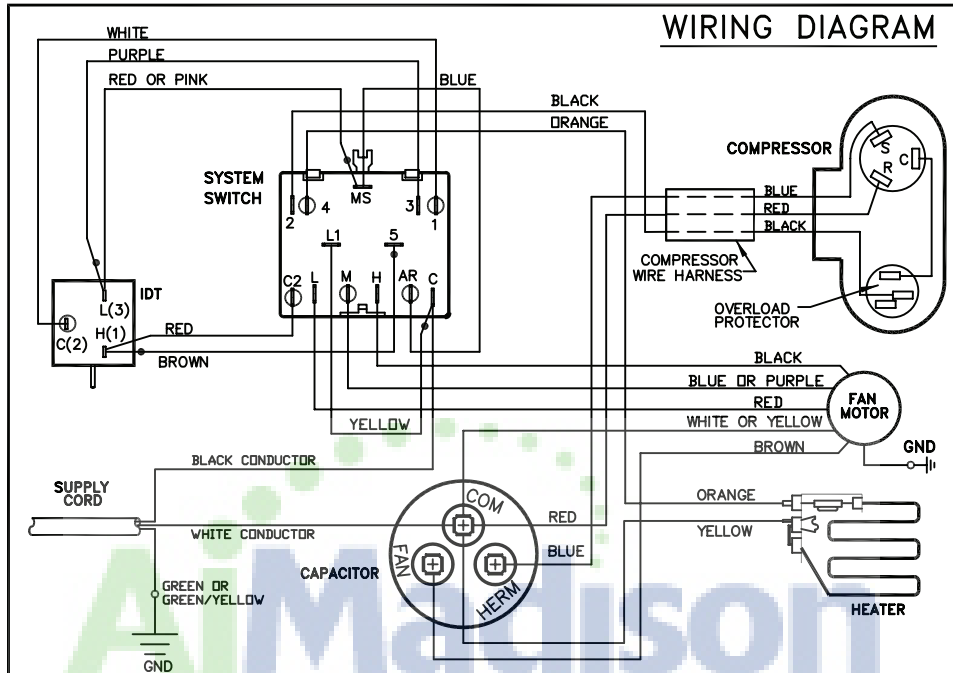 WIRING DIAGRAM
WHITE
PURPLE
RED OR PINK
BLUE
BLACK
ORANGE
COMPRESSOR
S
R
C
SYSTEM
SWITCH
MS
2
4
3
1
L1
5
C2
L
M
H
AR
C
BLUE
RED
BLACK
COMPRESSOR
WIRE HARNESS
OVERLOAD
PROTECTOR
IDT
L(3)
H(1)
C(2)
RED
BROWN
BLACK
BLUE OR PURPLE
RED
WHITE OR YELLOW
BROWN
FAN
MOTOR
GND
YELLOW
BLACK CONDUCTOR
SUPPLY
CORD
WHITE CONDUCTOR
COM
FAN
HERM
CAPACITOR
RED
BLUE
ORANGE
YELLOW
HEATER
GREEN OR
GREEN/YELLOW
GND
AiMadison